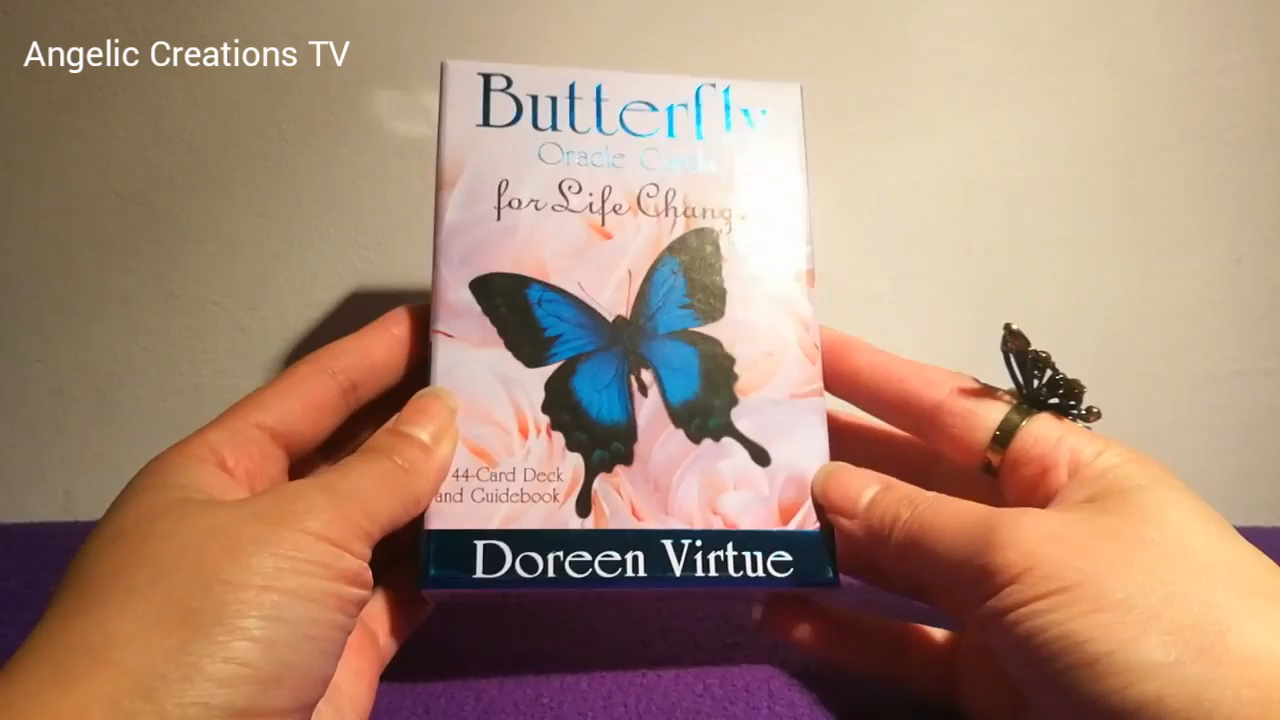 Angelic Creations TV
Butterfly
Oracle Cards
for Life Chang
44-Card Deck
and Guidebook
Doreen Virtue